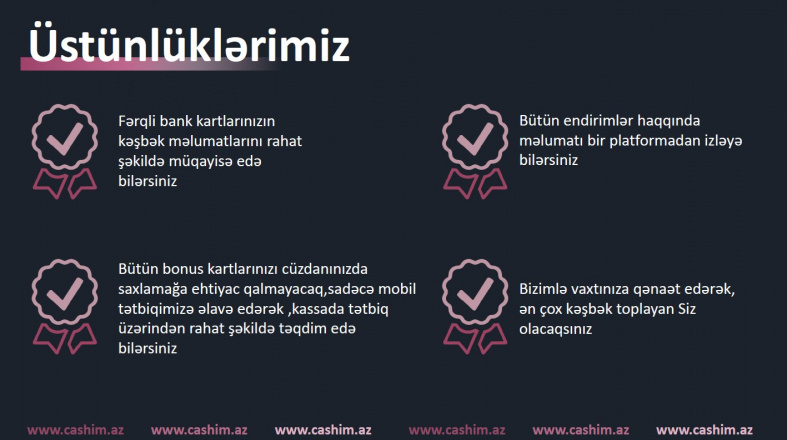 Üstünlüklərimiz
Fərqli bank kartlarınızın
kəşbək məlumatlarını rahat
şəkildə müqayisə edə
bilərsiniz
Bütün endirimlər haqqında
məlumatı bir platformadan izləyə
bilərsiniz
Bütün bonus kartlarınızı cüzdanınızda
saxlamağa ehtiyac qalmayacaq,sadəcə mobil
tətbiqimizə əlavə edərək ,kassada tətbiq
üzərindən rahat şəkildə təqdim edə
bilərsiniz
Bizimlə vaxtınıza qənaət edərək,
ən çox kəşbək toplayan Siz
olacaqsınız
www.cashim.az www.cashim.az www.cashim.az www.cashim.az www.cashim.az www.cashim.az